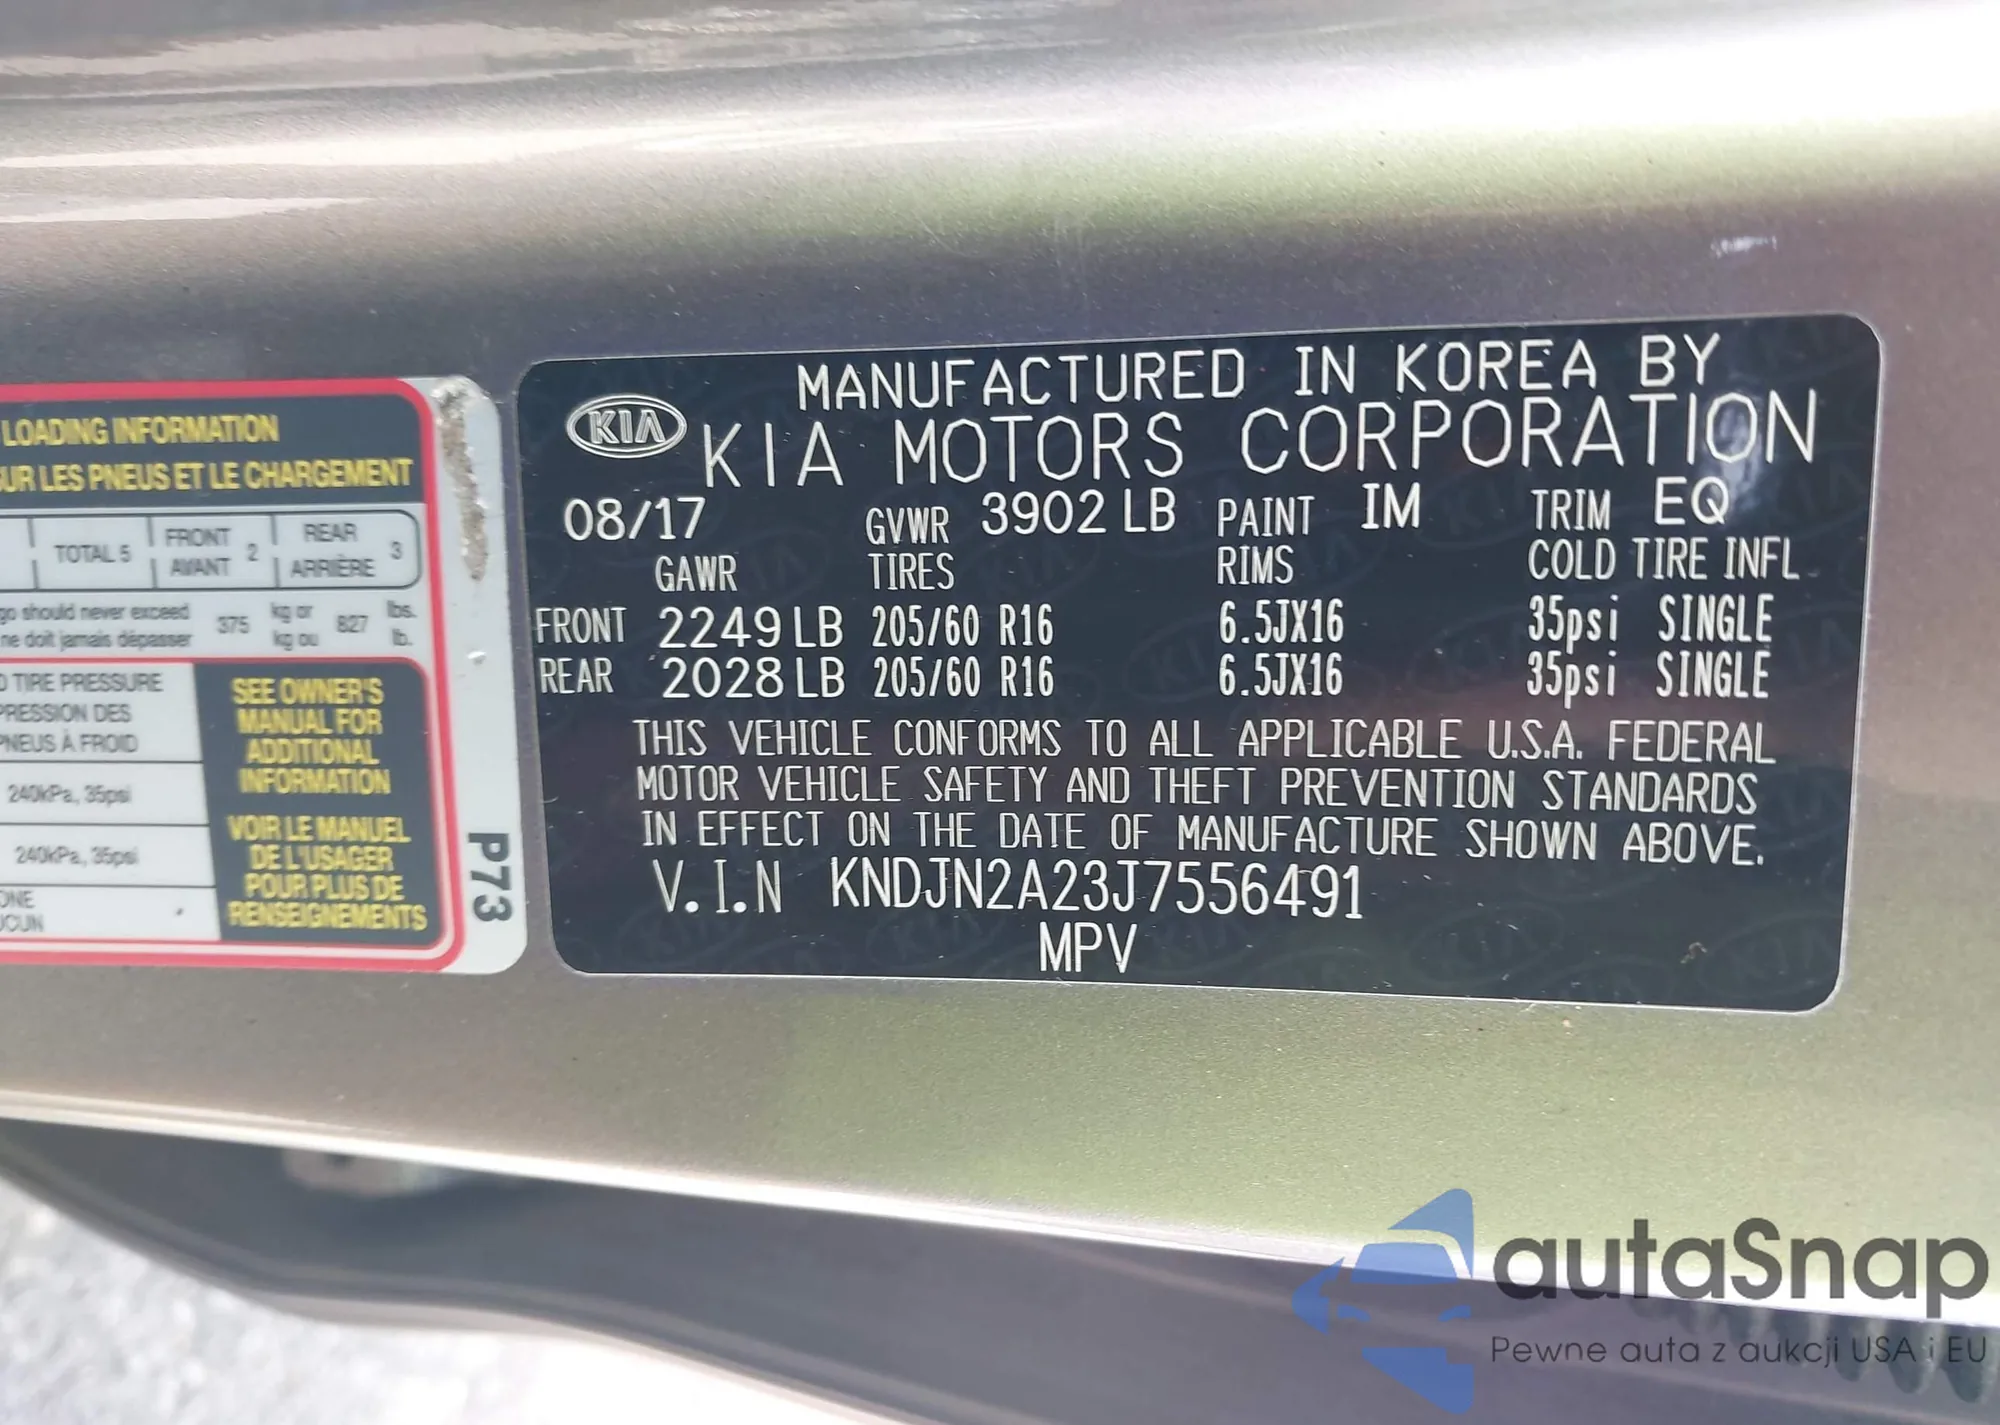 LOADING INFORMATION
SUR LES PNEUS ET LE CHARGEMENT
TOTAL 5 FRONT AVANT 2 REAR ARRIÈRE 3
should never exceed 375 kg or 827 lbs.
ne doit jamais dépasser kg ou lb.
TIRE PRESSURE
PRESSION DES
PNEUS À FROID
240kPa, 35psi
240kPa, 35psi
SEE OWNER'S
MANUAL FOR
ADDITIONAL
INFORMATION
VOIR LE MANUEL
DE L'USAGER
POUR PLUS DE
RENSEIGNEMENTS
P73
MANUFACTURED IN KOREA BY
KIA KIA MOTORS CORPORATION
08/17 GVWR 3902 LB PAINT IM TRIM EQ
GAWR TIRES RIMS COLD TIRE INFL
FRONT 2249 LB 205/60 R16 6.5JX16 35psi SINGLE
REAR 2028 LB 205/60 R16 6.5JX16 35psi SINGLE
THIS VEHICLE CONFORMS TO ALL APPLICABLE U.S.A. FEDERAL
MOTOR VEHICLE SAFETY AND THEFT PREVENTION STANDARDS
IN EFFECT ON THE DATE OF MANUFACTURE SHOWN ABOVE.
V.I.N KNDJN2A23J7556491
MPV
autaSnap
Pewne auta z aukcji USA i EU